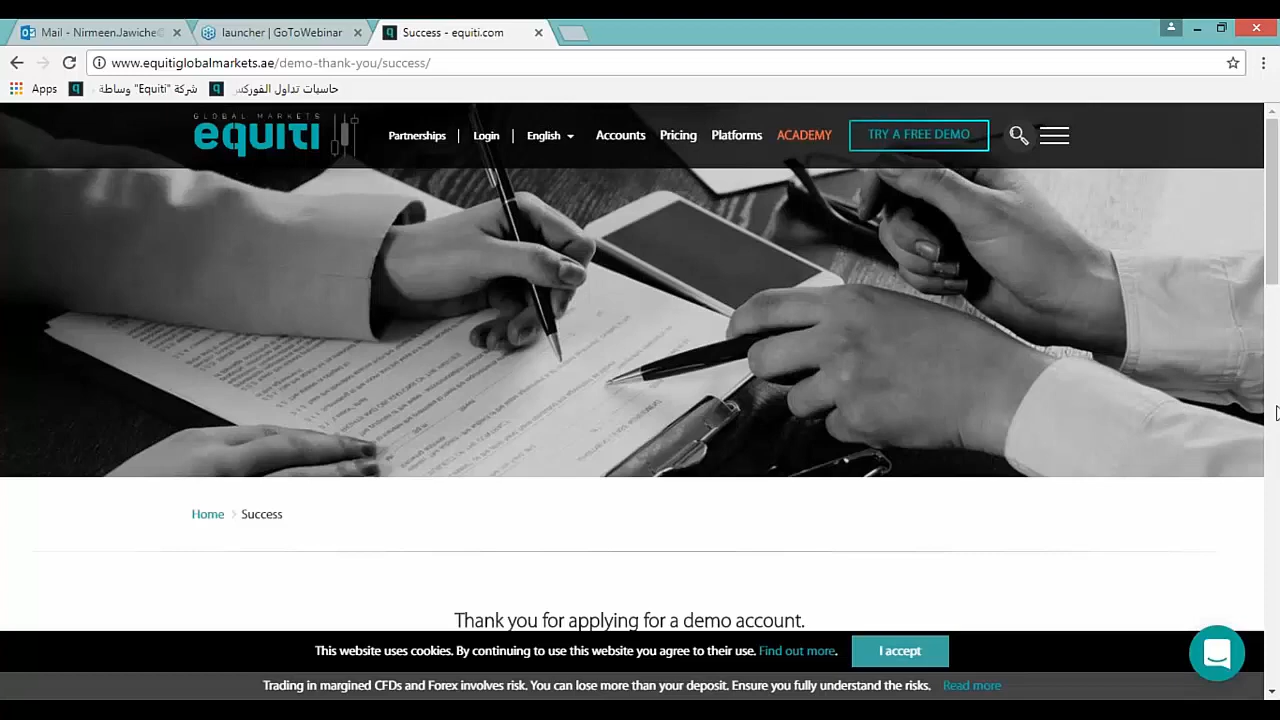 Mail - NirmeenJawiche
launcher | GoToWebinar
Success - equiti.com
www.equitiglobalmarkets.ae/demo-thank-you/success/
Apps
شركة "Equiti" وساطة
حاسبات تداول الفوركس
GLOBAL MARKETS
equiti
Partnerships
Login
English
Accounts
Pricing
Platforms
ACADEMY
TRY A FREE DEMO
Home > Success
Thank you for applying for a demo account.
This website uses cookies. By continuing to use this website you agree to their use. Find out more.
I accept
Trading in margined CFDs and Forex involves risk. You can lose more than your deposit. Ensure you fully understand the risks. Read more